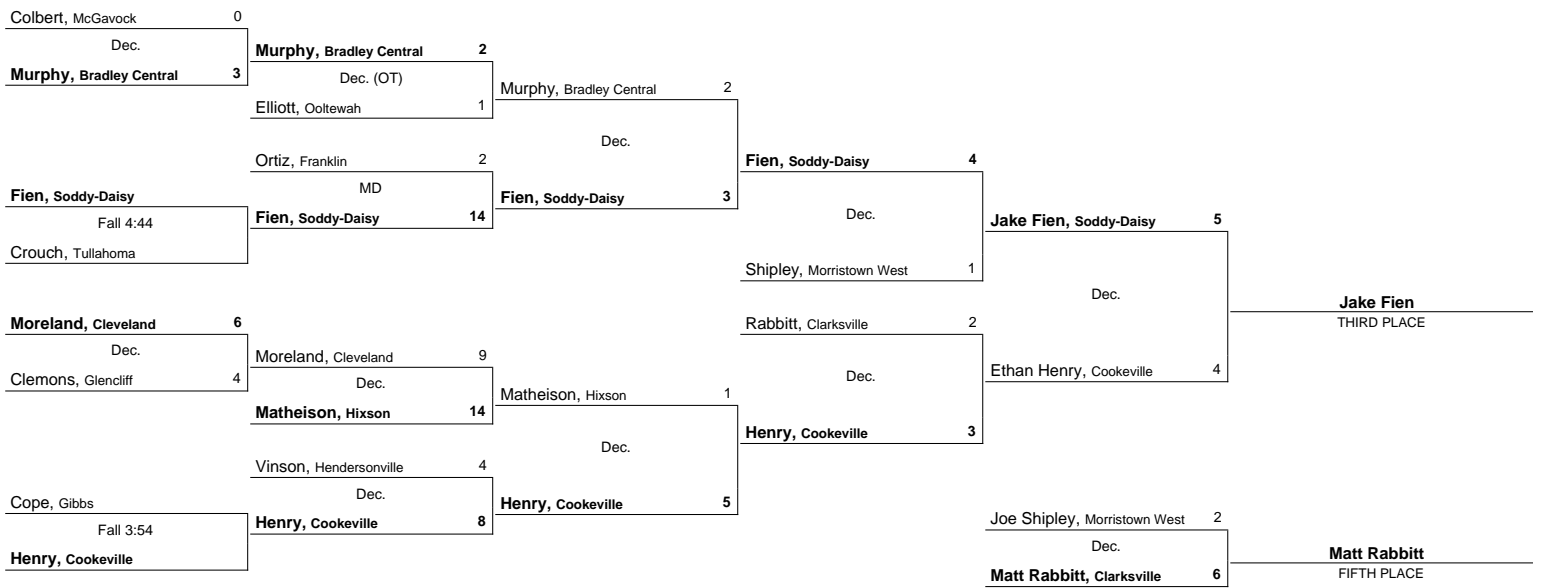 Colbert, McGavock 0
Dec.
Murphy, Bradley Central 3
Fien, Soddy-Daisy
Fall 4:44
Crouch, Tullahoma
Moreland, Cleveland 6
Dec.
Clemons, Glencliff 4
Cope, Gibbs
Fall 3:54
Henry, Cookeville
Murphy, Bradley Central 2
Dec. (OT)
Elliott, Ooltewah 1
Ortiz, Franklin 2
MD
Fien, Soddy-Daisy 14
Moreland, Cleveland 9
Dec.
Matheison, Hixson 14
Vinson, Hendersonville 4
Dec.
Henry, Cookeville 8
Murphy, Bradley Central 2
Dec.
Fien, Soddy-Daisy 3
Matheison, Hixson 1
Dec.
Henry, Cookeville 5
Fien, Soddy-Daisy 4
Dec.
Shipley, Morristown West 1
Rabbitt, Clarksville 2
Dec.
Henry, Cookeville 3
Jake Fien, Soddy-Daisy 5
Dec.
Ethan Henry, Cookeville 4
Jake Fien
THIRD PLACE
Joe Shipley, Morristown West 2
Dec.
Matt Rabbitt, Clarksville 6
Matt Rabbitt
FIFTH PLACE